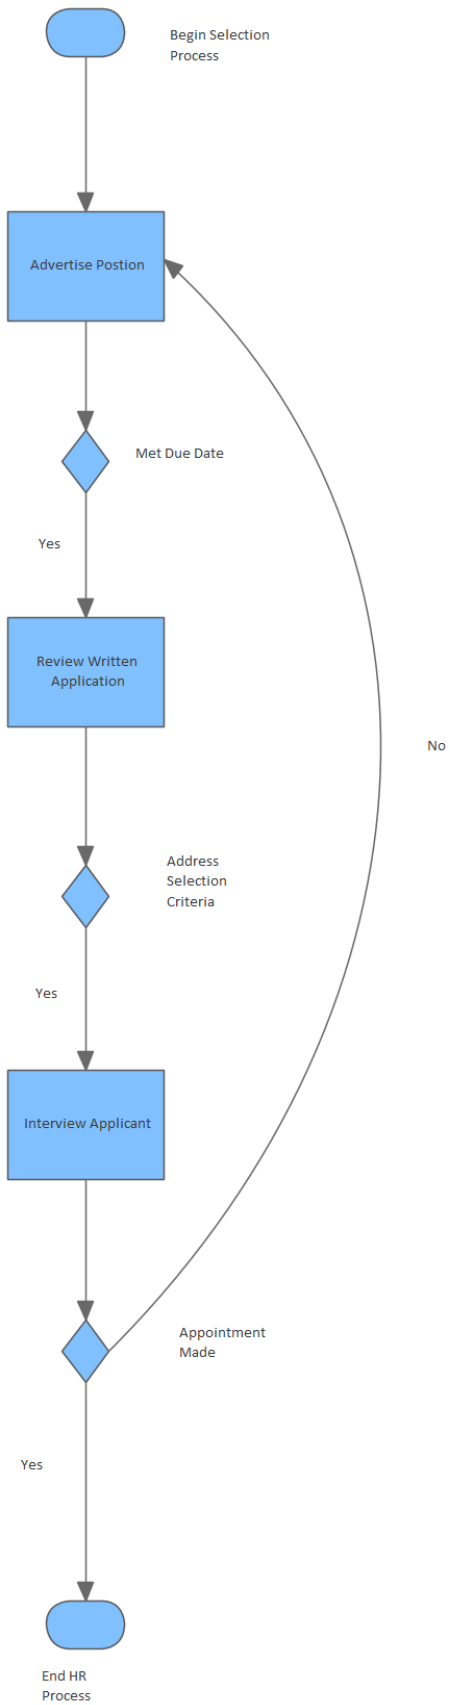 Begin Selection
Process
Advertise Postion
Met Due Date
Yes
Review Written
Application
No
Address
Selection
Criteria
Yes
Interview Applicant
Appointment
Made
Yes
End HR
Process